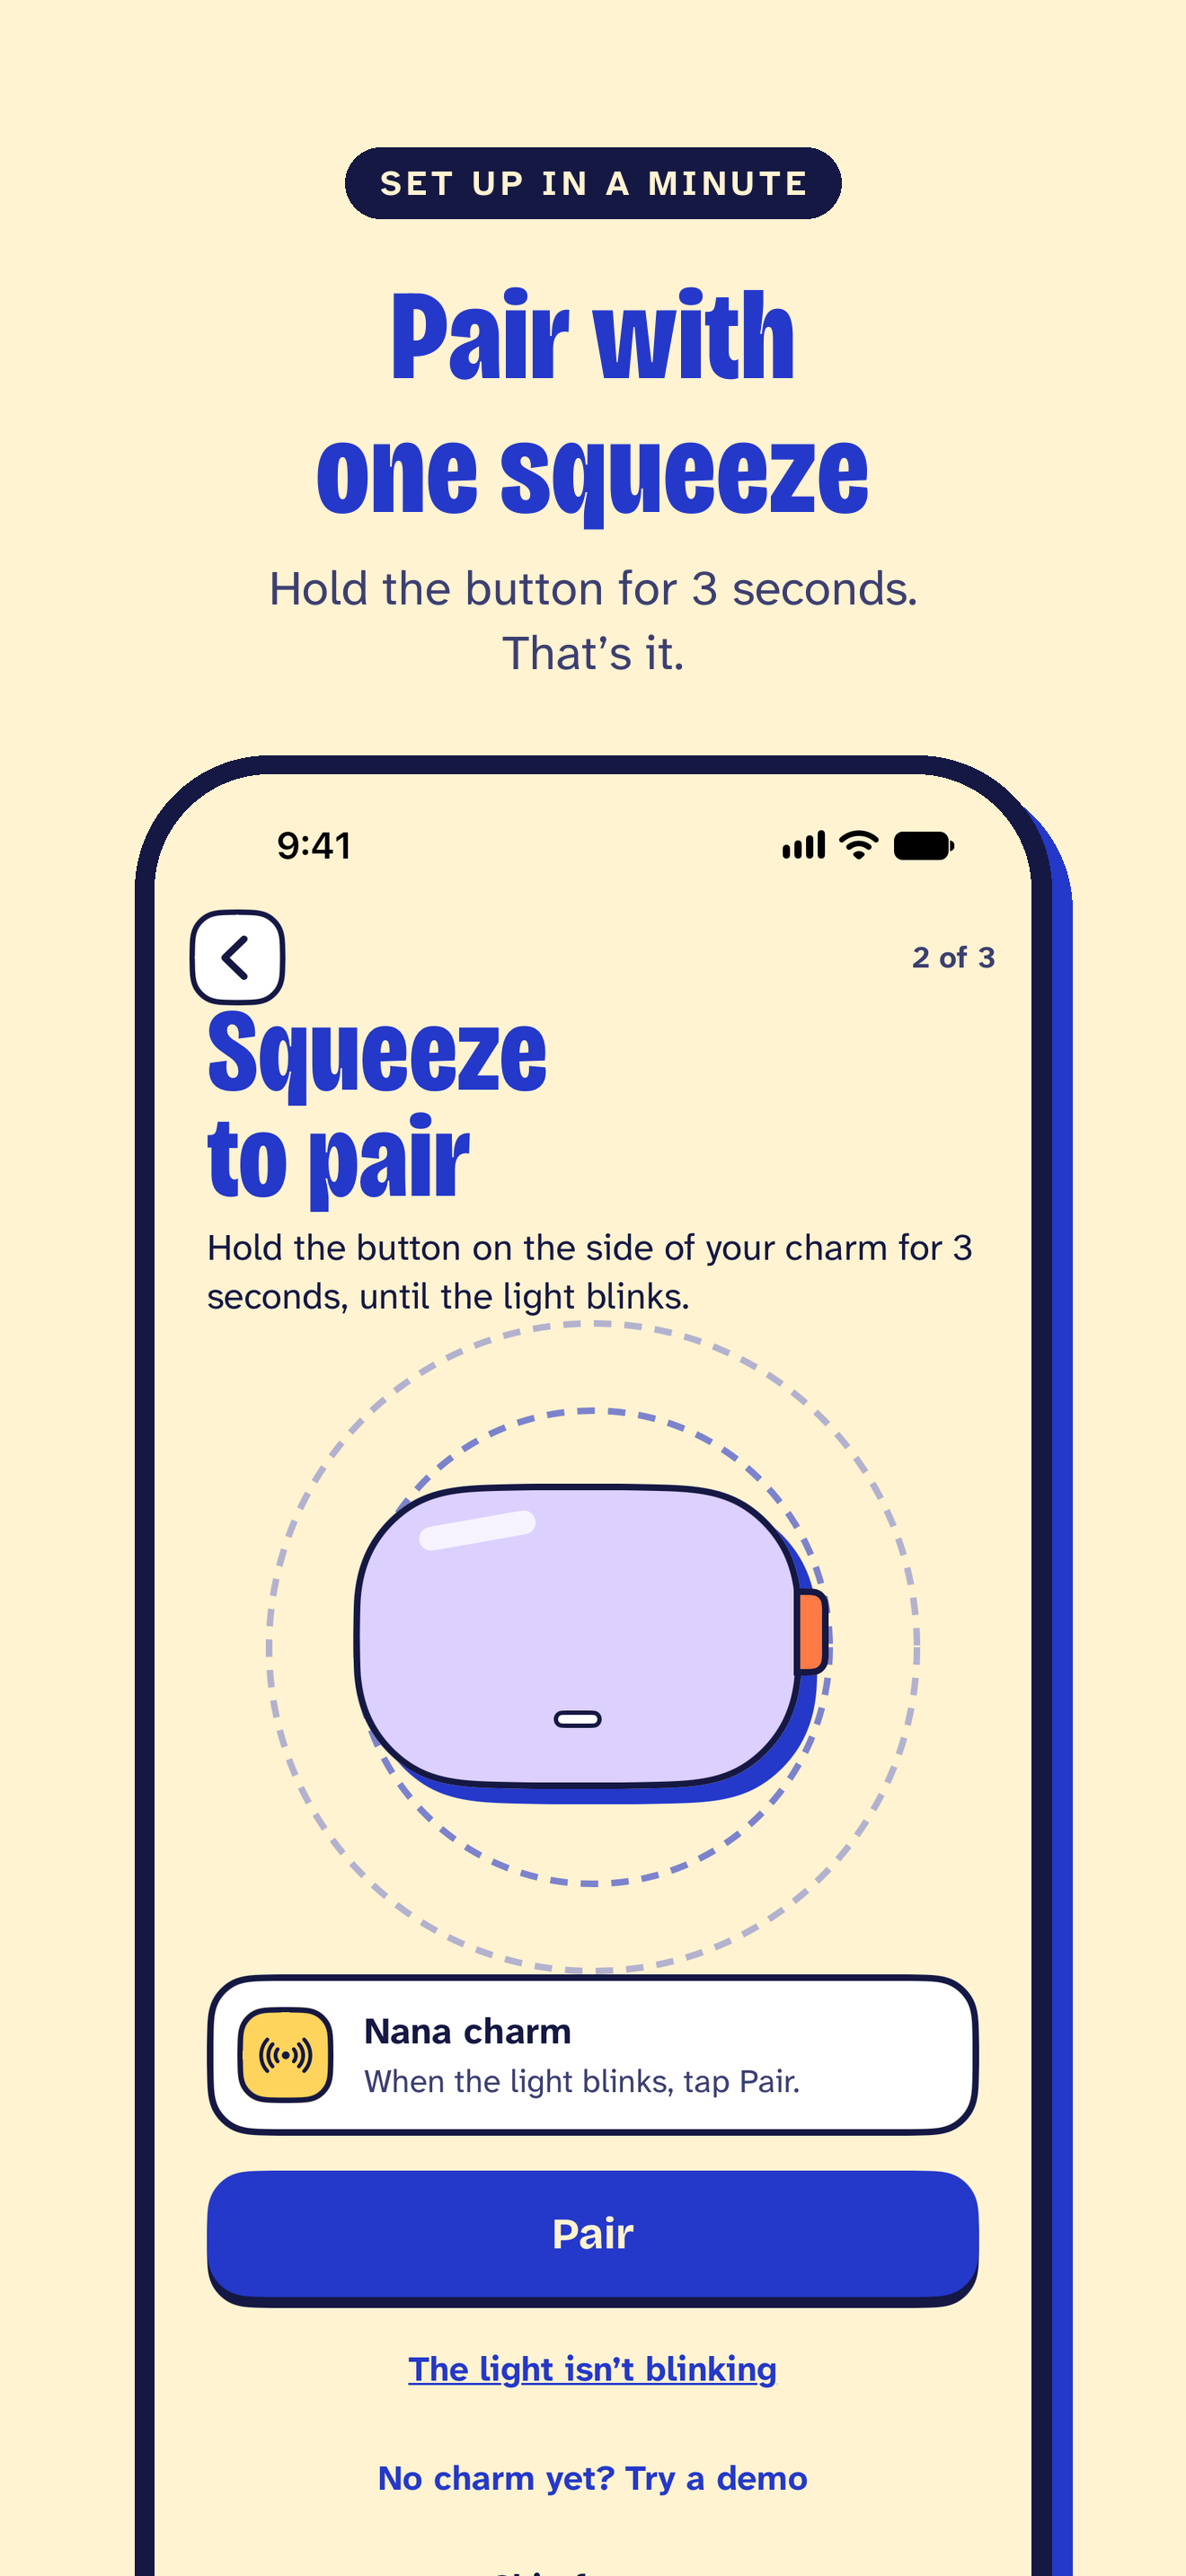 SET UP IN A MINUTE
Pair with
one squeeze
Hold the button for 3 seconds.
That’s it.
9:41
2 of 3
Squeeze
to pair
Hold the button on the side of your charm for 3
seconds, until the light blinks.
Nana charm
When the light blinks, tap Pair.
Pair
The light isn’t blinking
No charm yet? Try a demo